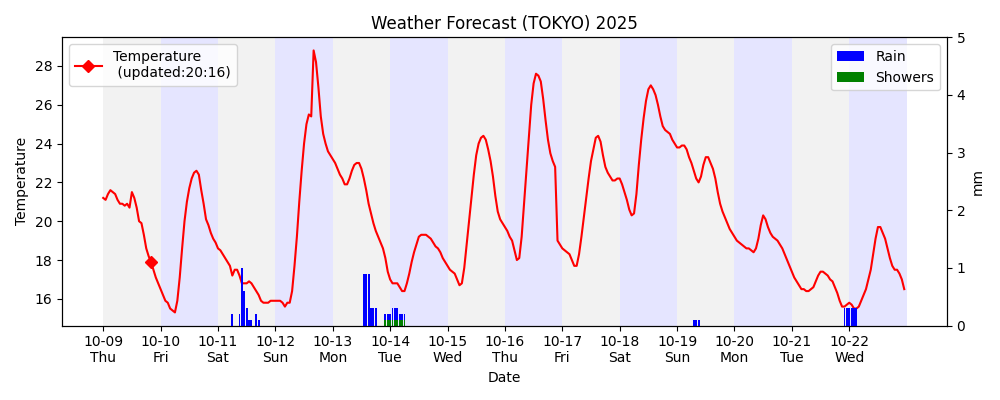 Weather Forecast (TOKYO) 2025
Temperature
(updated:20:16)
Rain
Showers
Temperature
28
26
24
22
20
18
16
5
4
3
2
1
0
mm
10-09 10-10 10-11 10-12 10-13 10-14 10-15 10-16 10-17 10-18 10-19 10-20 10-21 10-22
Thu Fri Sat Sun Mon Tue Wed Thu Fri Sat Sun Mon Tue Wed
Date